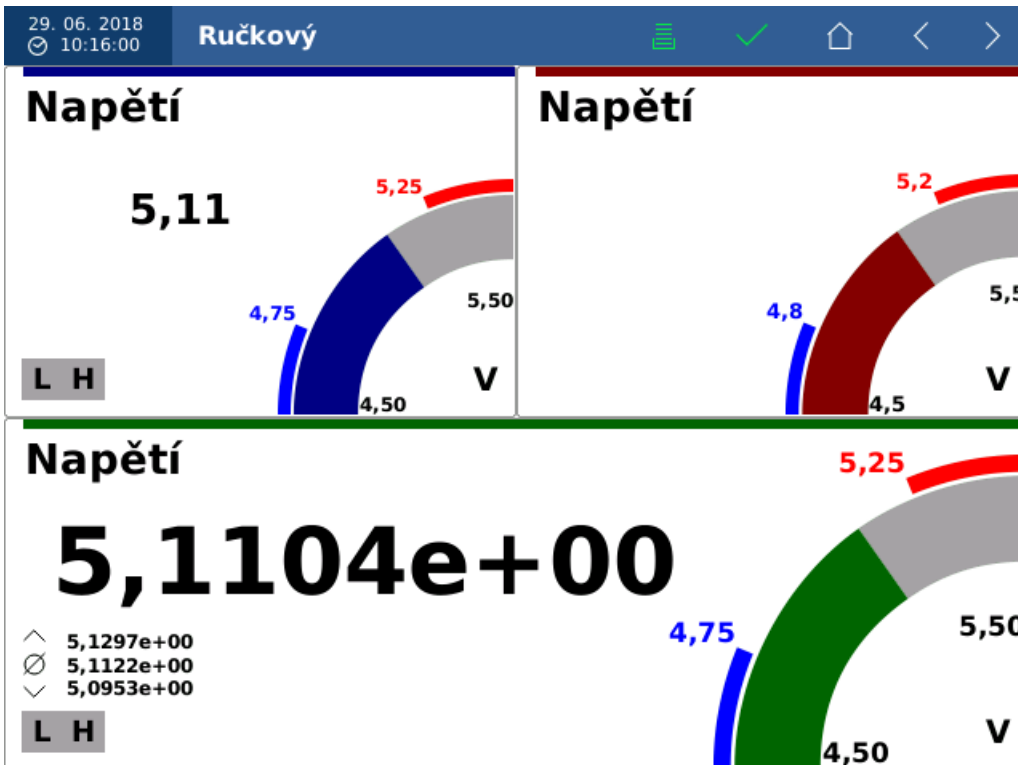 29. 06. 2018
10:16:00
Ručkový
Napětí
5,11
5,25
4,75
5,50
L H
V
4,50
Napětí
5,2
4,8
V
4,5
Napětí
5,25
5,1104e+00
4,75
5,50
5,1297e+00
5,1122e+00
5,0953e+00
L H
V
4,50